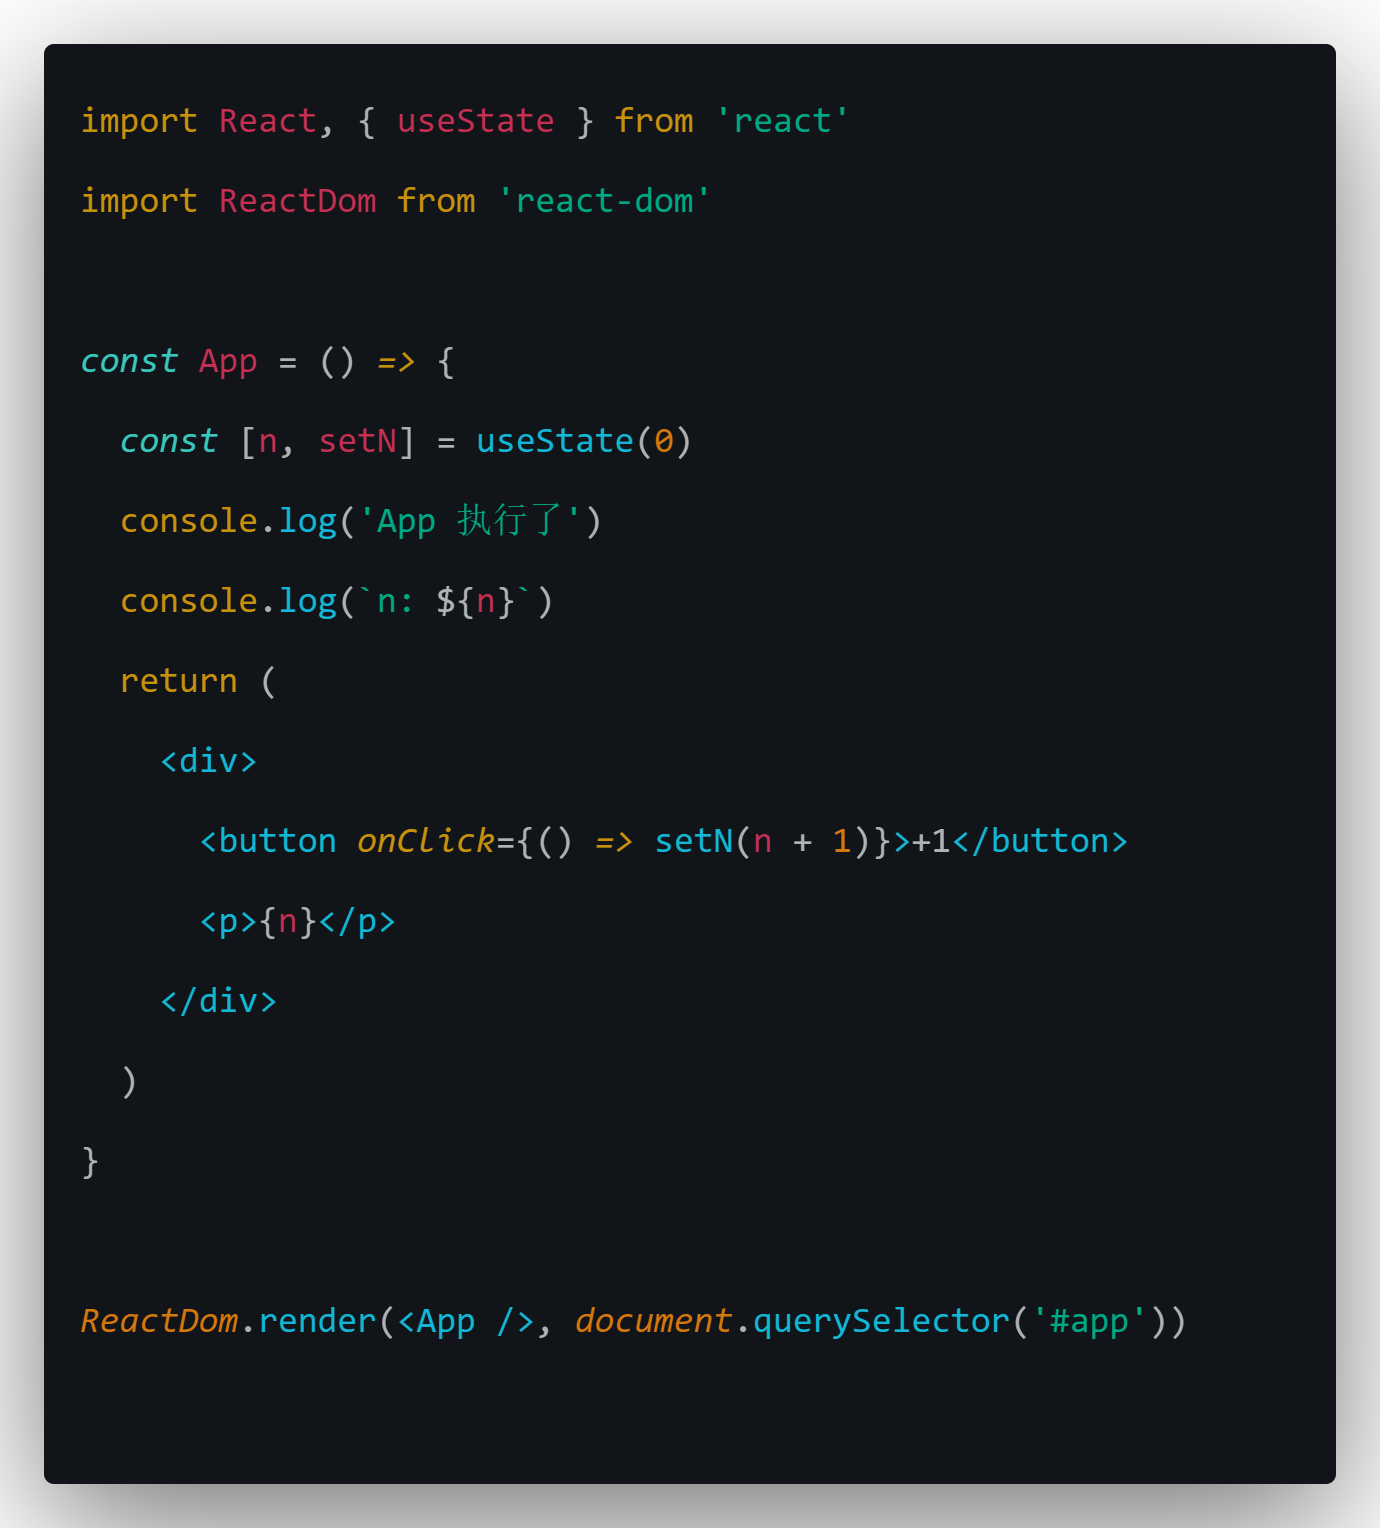 import React, { useState } from 'react'
import ReactDom from 'react-dom'
const App = () => {
  const [n, setN] = useState(0)
  console.log('App 执行了')
  console.log(`n: ${n}`)
  return (
    <div>
      <button onClick={() => setN(n + 1)}>+1</button>
      <p>{n}</p>
    </div>
  )
}
ReactDom.render(<App />, document.querySelector('#app'))